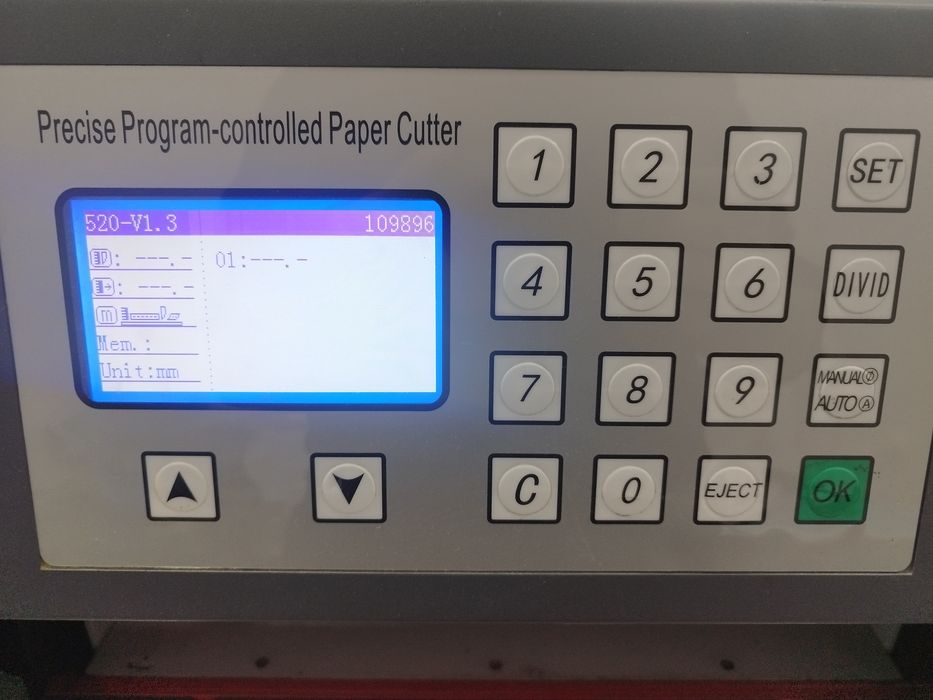 Precise Program-controlled Paper Cutter
520-V1.3 109896
: ---.- 01:---.-
: ---.-
m
Mem.:
Unit:mm
1 2 3 SET
4 5 6 DIVID
7 8 9 MANUAL
AUTO A
C 0 EJECT OK